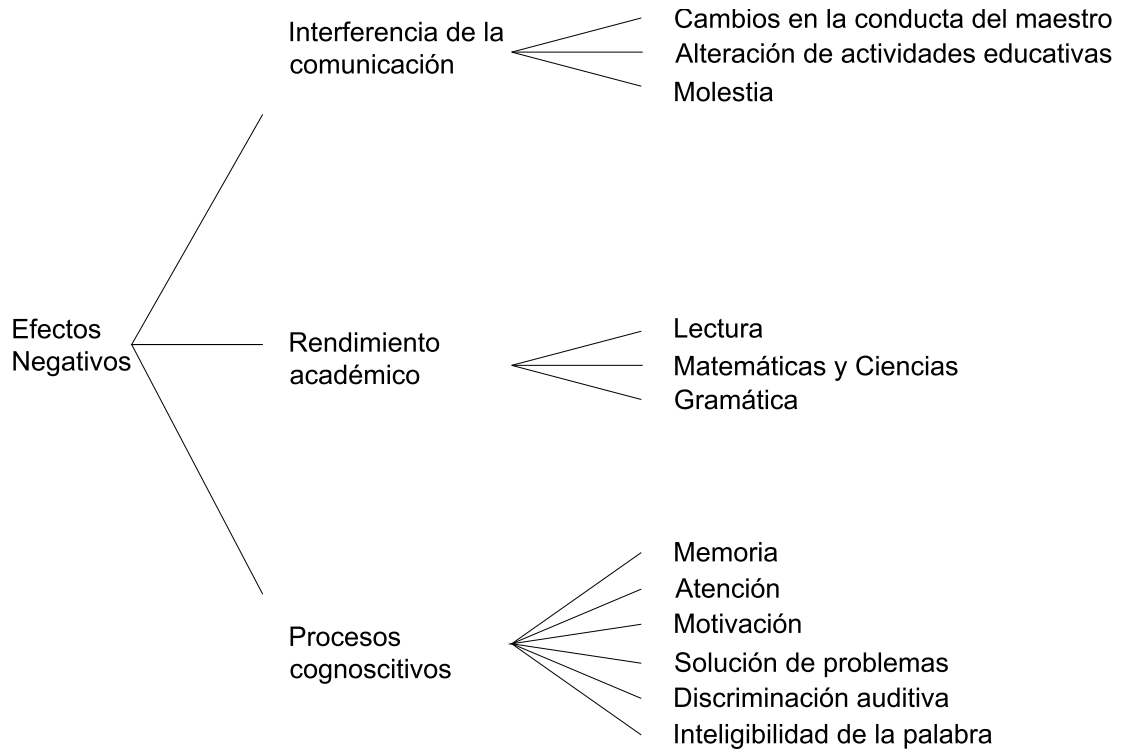 Efectos
Negativos
Interferencia de la
comunicación
Cambios en la conducta del maestro
Alteración de actividades educativas
Molestia
Rendimiento
académico
Lectura
Matemáticas y Ciencias
Gramática
Procesos
cognoscitivos
Memoria
Atención
Motivación
Solución de problemas
Discriminación auditiva
Inteligibilidad de la palabra